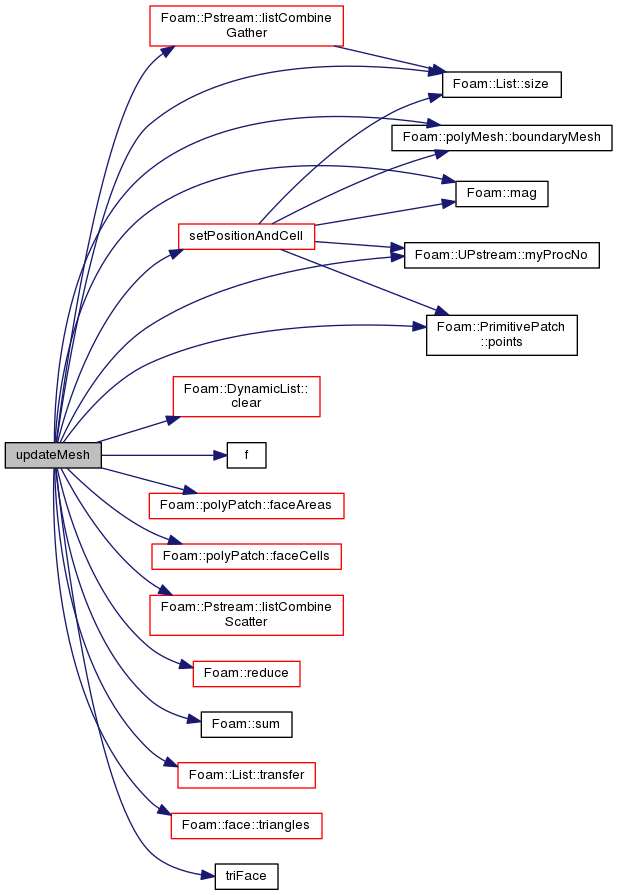 Foam::Pstream::listCombine
Gather
Foam::List::size
Foam::polyMesh::boundaryMesh
Foam::mag
setPositionAndCell
Foam::UPstream::myProcNo
Foam::PrimitivePatch
::points
Foam::DynamicList::
clear
updateMesh
f
Foam::polyPatch::faceAreas
Foam::polyPatch::faceCells
Foam::Pstream::listCombine
Scatter
Foam::reduce
Foam::sum
Foam::List::transfer
Foam::face::triangles
triFace